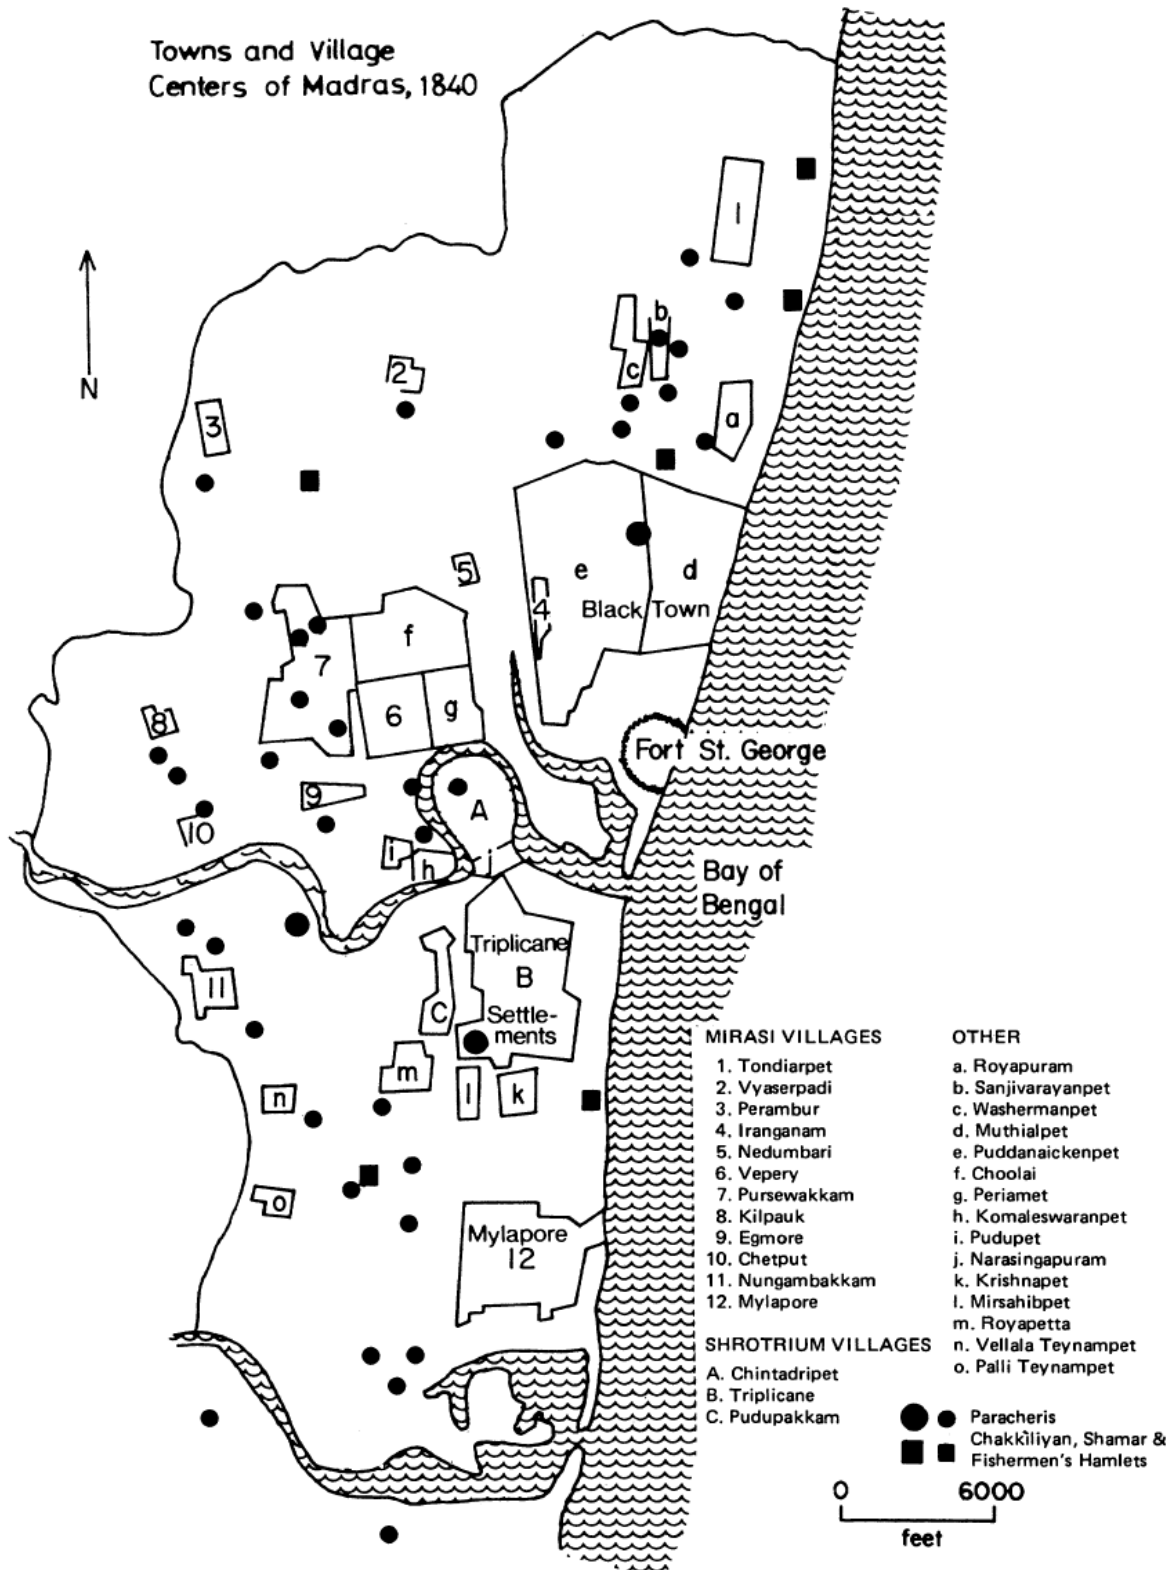 Towns and Village
Centers of Madras, 1840
N
1
b
2
c
3
a
5
e
d
4
Black Town
f
7
6
g
8
Fort St. George
9
A
10
i
h
j
Bay of
Bengal
Triplicane
B
11
C
Settle-
ments
m
n
l
k
o
Mylapore
12
MIRASI VILLAGES
1. Tondiarpet
2. Vyaserpadi
3. Perambur
4. Iranganam
5. Nedumbari
6. Vepery
7. Pursewakkam
8. Kilpauk
9. Egmore
10. Chetput
11. Nungambakkam
12. Mylapore
SHROTRIUM VILLAGES
A. Chintadripet
B. Triplicane
C. Pudupakkam
OTHER
a. Royapuram
b. Sanjivarayanpet
c. Washermanpet
d. Muthialpet
e. Puddanaickenpet
f. Choolai
g. Periamet
h. Komaleswaranpet
i. Pudupet
j. Narasingapuram
k. Krishnapet
l. Mirsahibpet
m. Royapetta
n. Vellala Teynampet
o. Palli Teynampet
Paracheris
Chakkiliyan, Shamar &
Fishermen's Hamlets
0 6000
feet